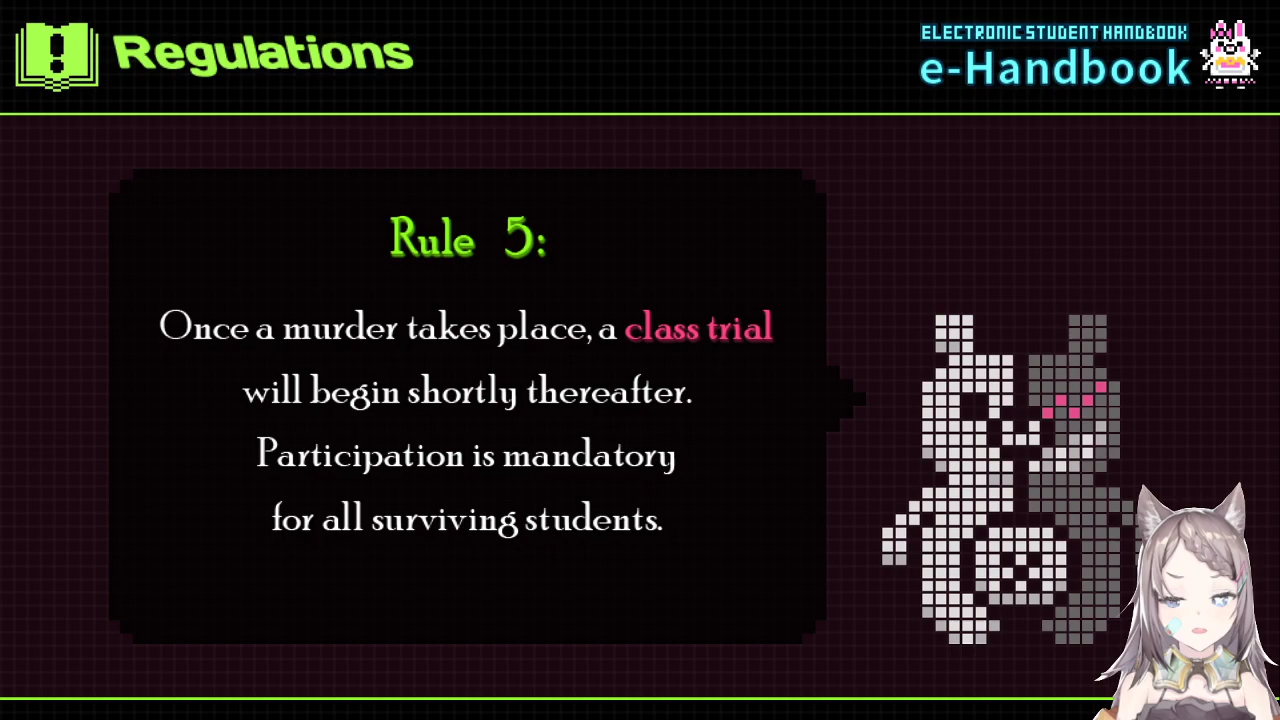 Regulations
ELECTRONIC STUDENT HANDBOOK
e-Handbook
Rule 5:
Once a murder takes place, a class trial
will begin shortly thereafter.
Participation is mandatory
for all surviving students.